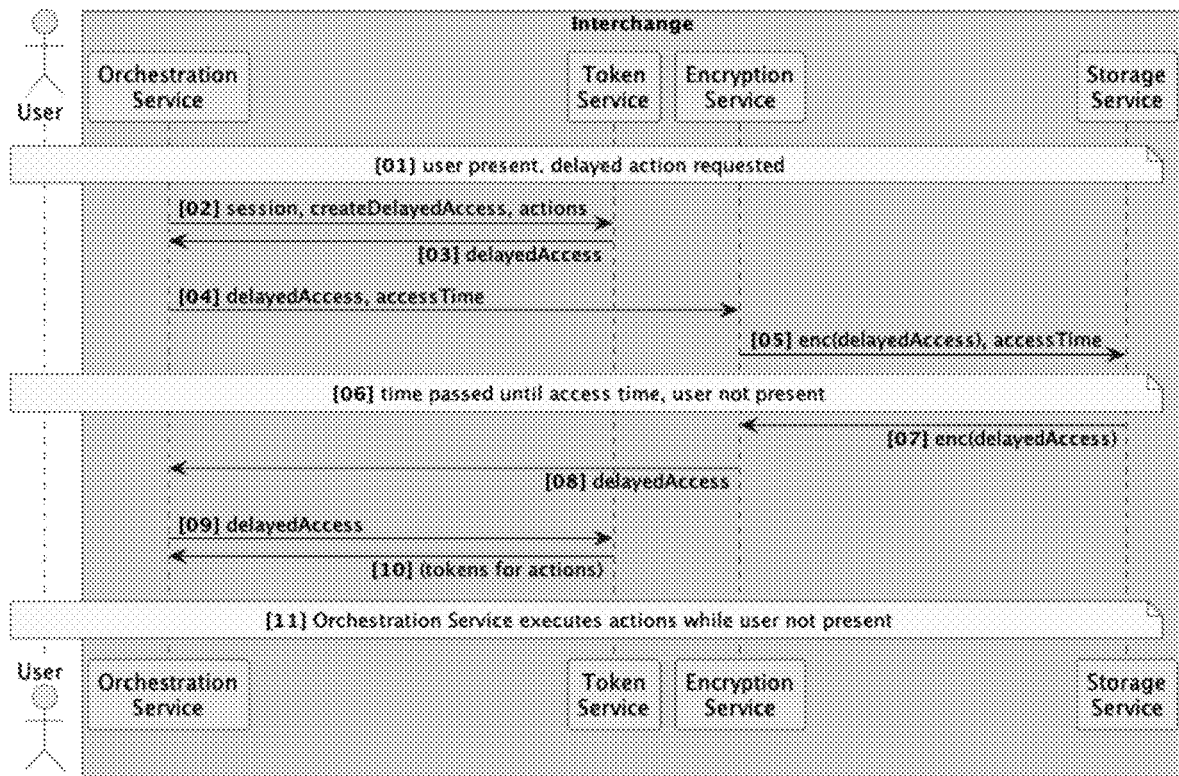 Interchange
Orchestration
Service
Token
Service
Encryption
Service
Storage
Service
User
[01] user present, delayed action requested
[02] session, createDelayedAccess, actions
[03] delayedAccess
[04] delayedAccess, accessTime
[05] enc(delayedAccess), accessTime
[06] time passed until access time, user not present
[07] enc(delayedAccess)
[08] delayedAccess
[09] delayedAccess
[10] (tokens for actions)
[11] Orchestration Service executes actions while user not present
User
Orchestration
Service
Token
Service
Encryption
Service
Storage
Service